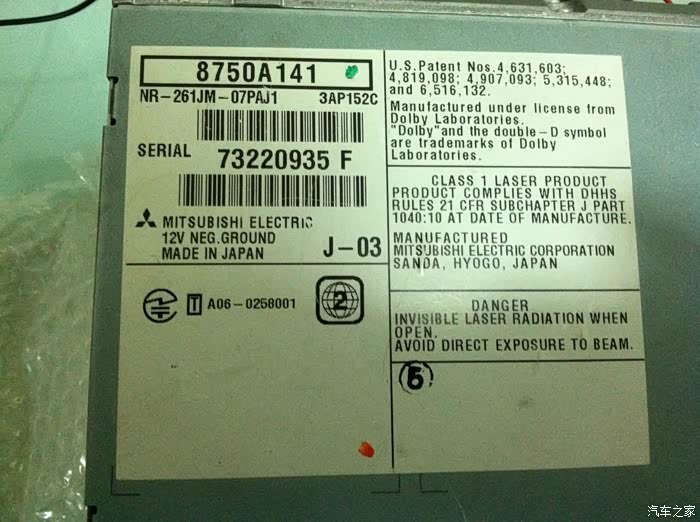 8750A141
NR-261JM-07PAJ1 3AP152C
SERIAL 73220935 F
MITSUBISHI ELECTRIC
12V NEG.GROUND
MADE IN JAPAN J-03
T A06-0258001
2
U.S.Patent Nos.4,631,603;
4,819,098; 4,907,093; 5,315,448;
and 6,516,132.
Manufactured under license from
Dolby Laboratories.
"Dolby"and the double-D symbol
are trademarks of Dolby
Laboratories.
CLASS 1 LASER PRODUCT
PRODUCT COMPLIES WITH DHHS
RULES 21 CFR SUBCHAPTER J PART
1040:10 AT DATE OF MANUFACTURE.
MANUFACTURED
MITSUBISHI ELECTRIC CORPORATION
SANDA, HYOGO, JAPAN
DANGER
INVISIBLE LASER RADIATION WHEN
OPEN.
AVOID DIRECT EXPOSURE TO BEAM.
5
汽车之家